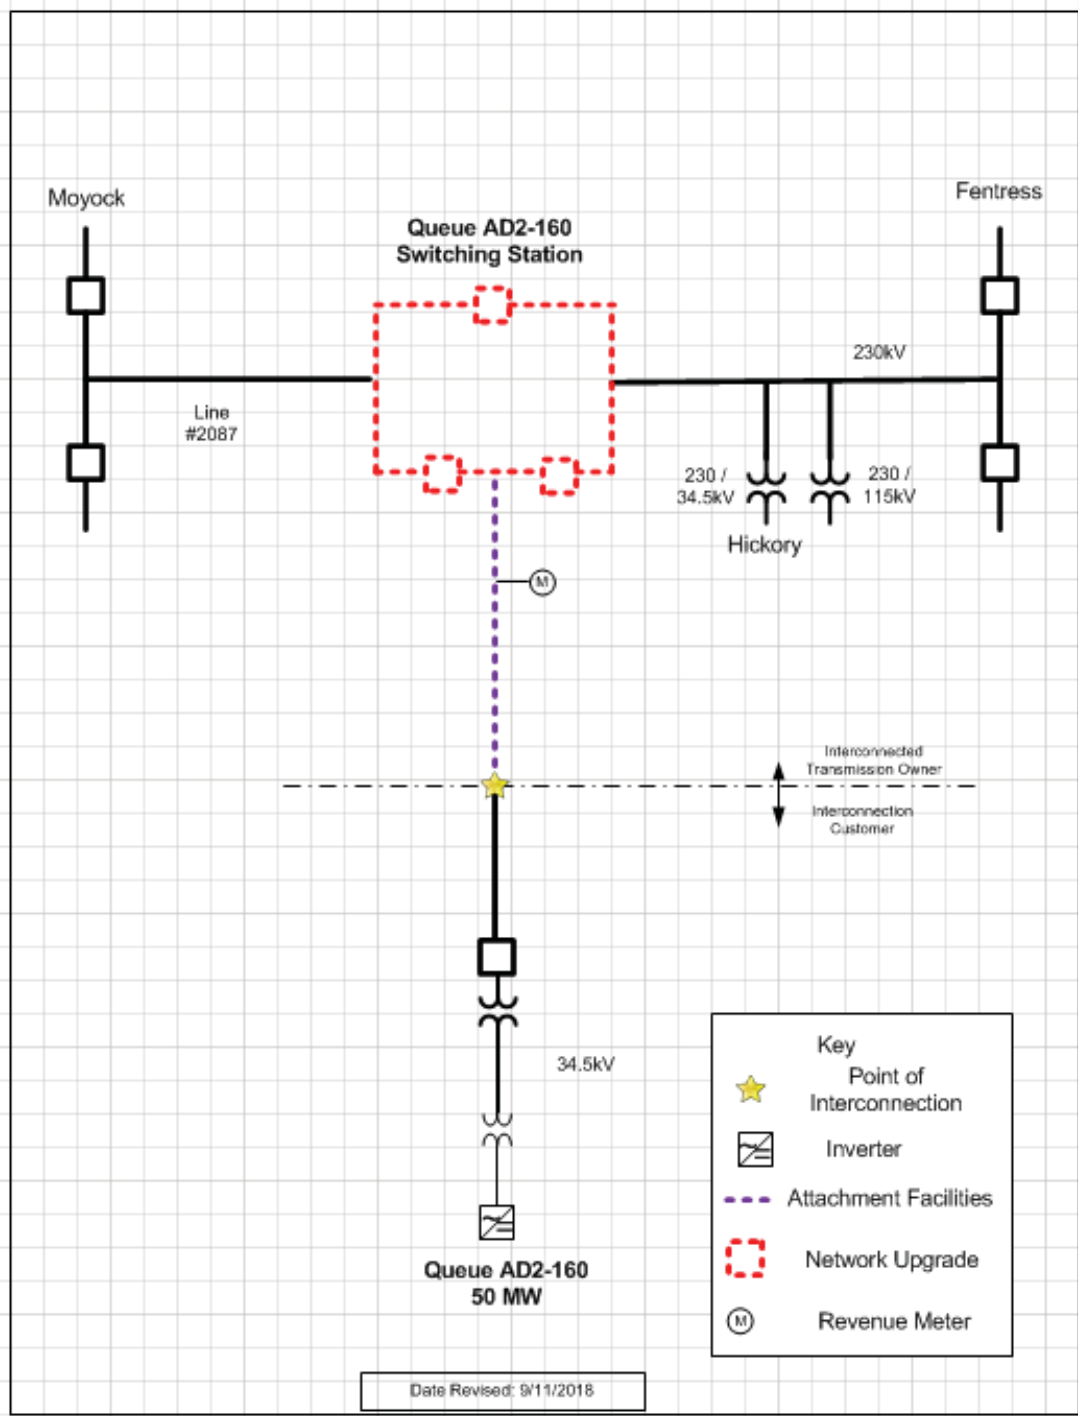 Moyock
Fentress
Queue AD2-160
Switching Station
230kV
Line
#2087
230 /
34.5kV
230 /
115kV
Hickory
M
Interconnected
Transmission Owner
Interconnection
Customer
34.5kV
Key
Point of
Interconnection
Inverter
Attachment Facilities
Network Upgrade
M
Revenue Meter
Queue AD2-160
50 MW
Date Revised: 9/11/2018